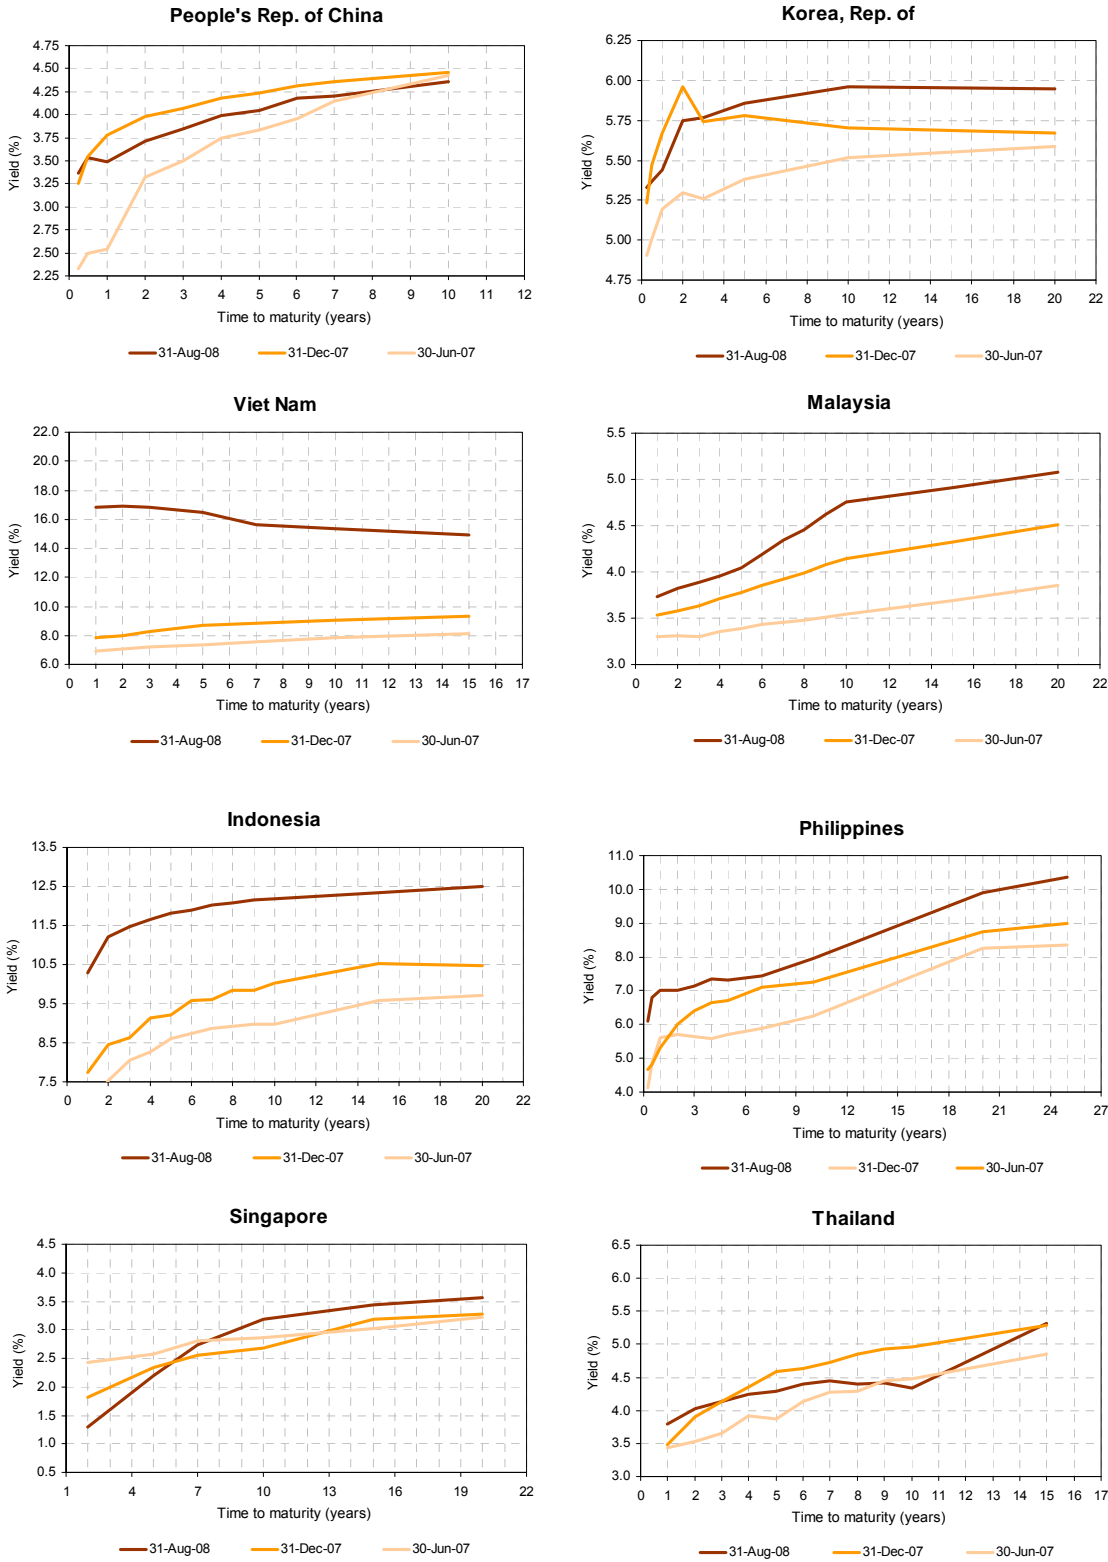 People's Rep. of China
4.75
4.50
4.25
4.00
3.75
3.50
3.25
3.00
2.75
2.50
2.25
Yield (%)
0 1 2 3 4 5 6 7 8 9 10 11 12
Time to maturity (years)
31-Aug-08 31-Dec-07 30-Jun-07
Korea, Rep. of
6.25
6.00
5.75
5.50
5.25
5.00
4.75
Yield (%)
0 2 4 6 8 10 12 14 16 18 20 22
Time to maturity (years)
31-Aug-08 31-Dec-07 30-Jun-07
Viet Nam
22.0
20.0
18.0
16.0
14.0
12.0
10.0
8.0
6.0
Yield (%)
0 1 2 3 4 5 6 7 8 9 10 11 12 13 14 15 16 17
Time to maturity (years)
31-Aug-08 31-Dec-07 30-Jun-07
Malaysia
5.5
5.0
4.5
4.0
3.5
3.0
Yield (%)
0 2 4 6 8 10 12 14 16 18 20 22
Time to maturity (years)
31-Aug-08 31-Dec-07 30-Jun-07
Indonesia
13.5
12.5
11.5
10.5
9.5
8.5
7.5
Yield (%)
0 2 4 6 8 10 12 14 16 18 20 22
Time to maturity (years)
31-Aug-08 31-Dec-07 30-Jun-07
Philippines
11.0
10.0
9.0
8.0
7.0
6.0
5.0
4.0
Yield (%)
0 3 6 9 12 15 18 21 24 27
Time to maturity (years)
31-Aug-08 31-Dec-07 30-Jun-07
Singapore
4.5
4.0
3.5
3.0
2.5
2.0
1.5
1.0
0.5
Yield (%)
1 4 7 10 13 16 19 22
Time to maturity (years)
31-Aug-08 31-Dec-07 30-Jun-07
Thailand
6.5
6.0
5.5
5.0
4.5
4.0
3.5
3.0
Yield (%)
0 1 2 3 4 5 6 7 8 9 10 11 12 13 14 15 16 17
Time to maturity (years)
31-Aug-08 31-Dec-07 30-Jun-07